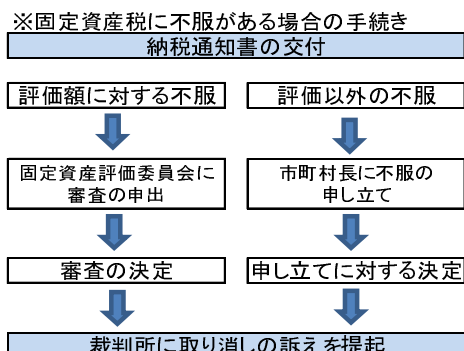 ※固定資産税に不服がある場合の手続き
納税通知書の交付
評価額に対する不服
評価以外の不服
固定資産評価委員会に
審査の申出
市町村長に不服の
申し立て
審査の決定
申し立てに対する決定
裁判所に取り消しの訴えを提起